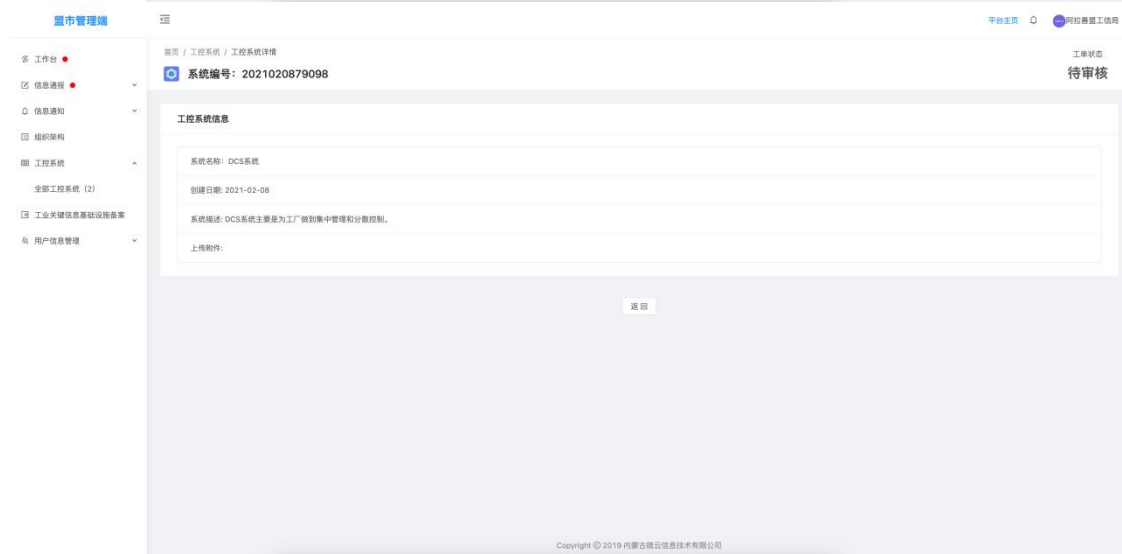 盟市管理端
平台主页
阿拉善盟工信局
工作台
信息通报
信息通知
组织架构
工控系统
全部工控系统（2）
工业关键信息基础设施备案
用户信息管理
首页 / 工控系统 / 工控系统详情
系统编号：2021020879098
工单状态
待审核
工控系统信息
系统名称：DCS系统
创建日期: 2021-02-08
系统描述: DCS系统主要是为工厂做到集中管理和分散控制。
上传附件:
返 回
Copyright © 2019 内蒙古微云信息技术有限公司